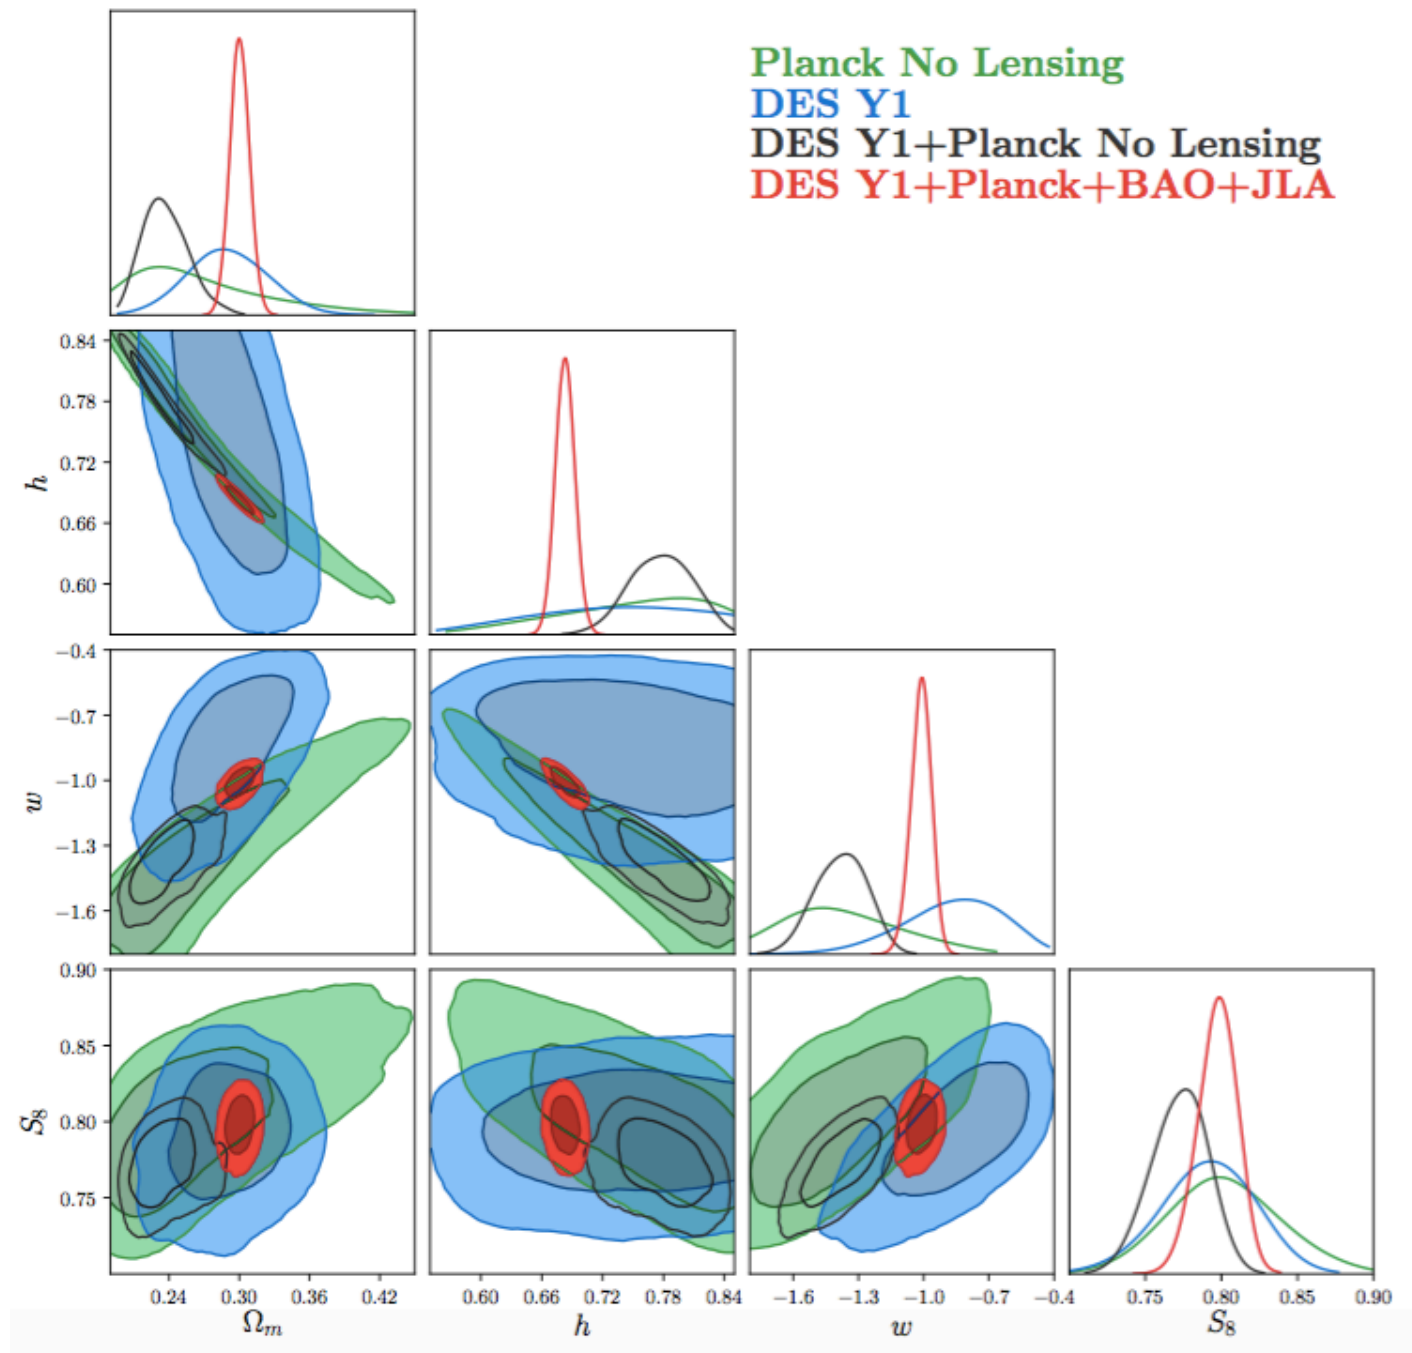 Planck No Lensing
DES Y1
DES Y1+Planck No Lensing
DES Y1+Planck+BAO+JLA
0.84
0.78
0.72
0.66
0.60
h
−0.4
−0.7
−1.0
−1.3
−1.6
w
0.90
0.85
0.80
0.75
S₈
0.24 0.30 0.36 0.42 0.60 0.66 0.72 0.78 0.84 −1.6 −1.3 −1.0 −0.7 −0.4 0.75 0.80 0.85 0.90
Ωₘ h w S₈